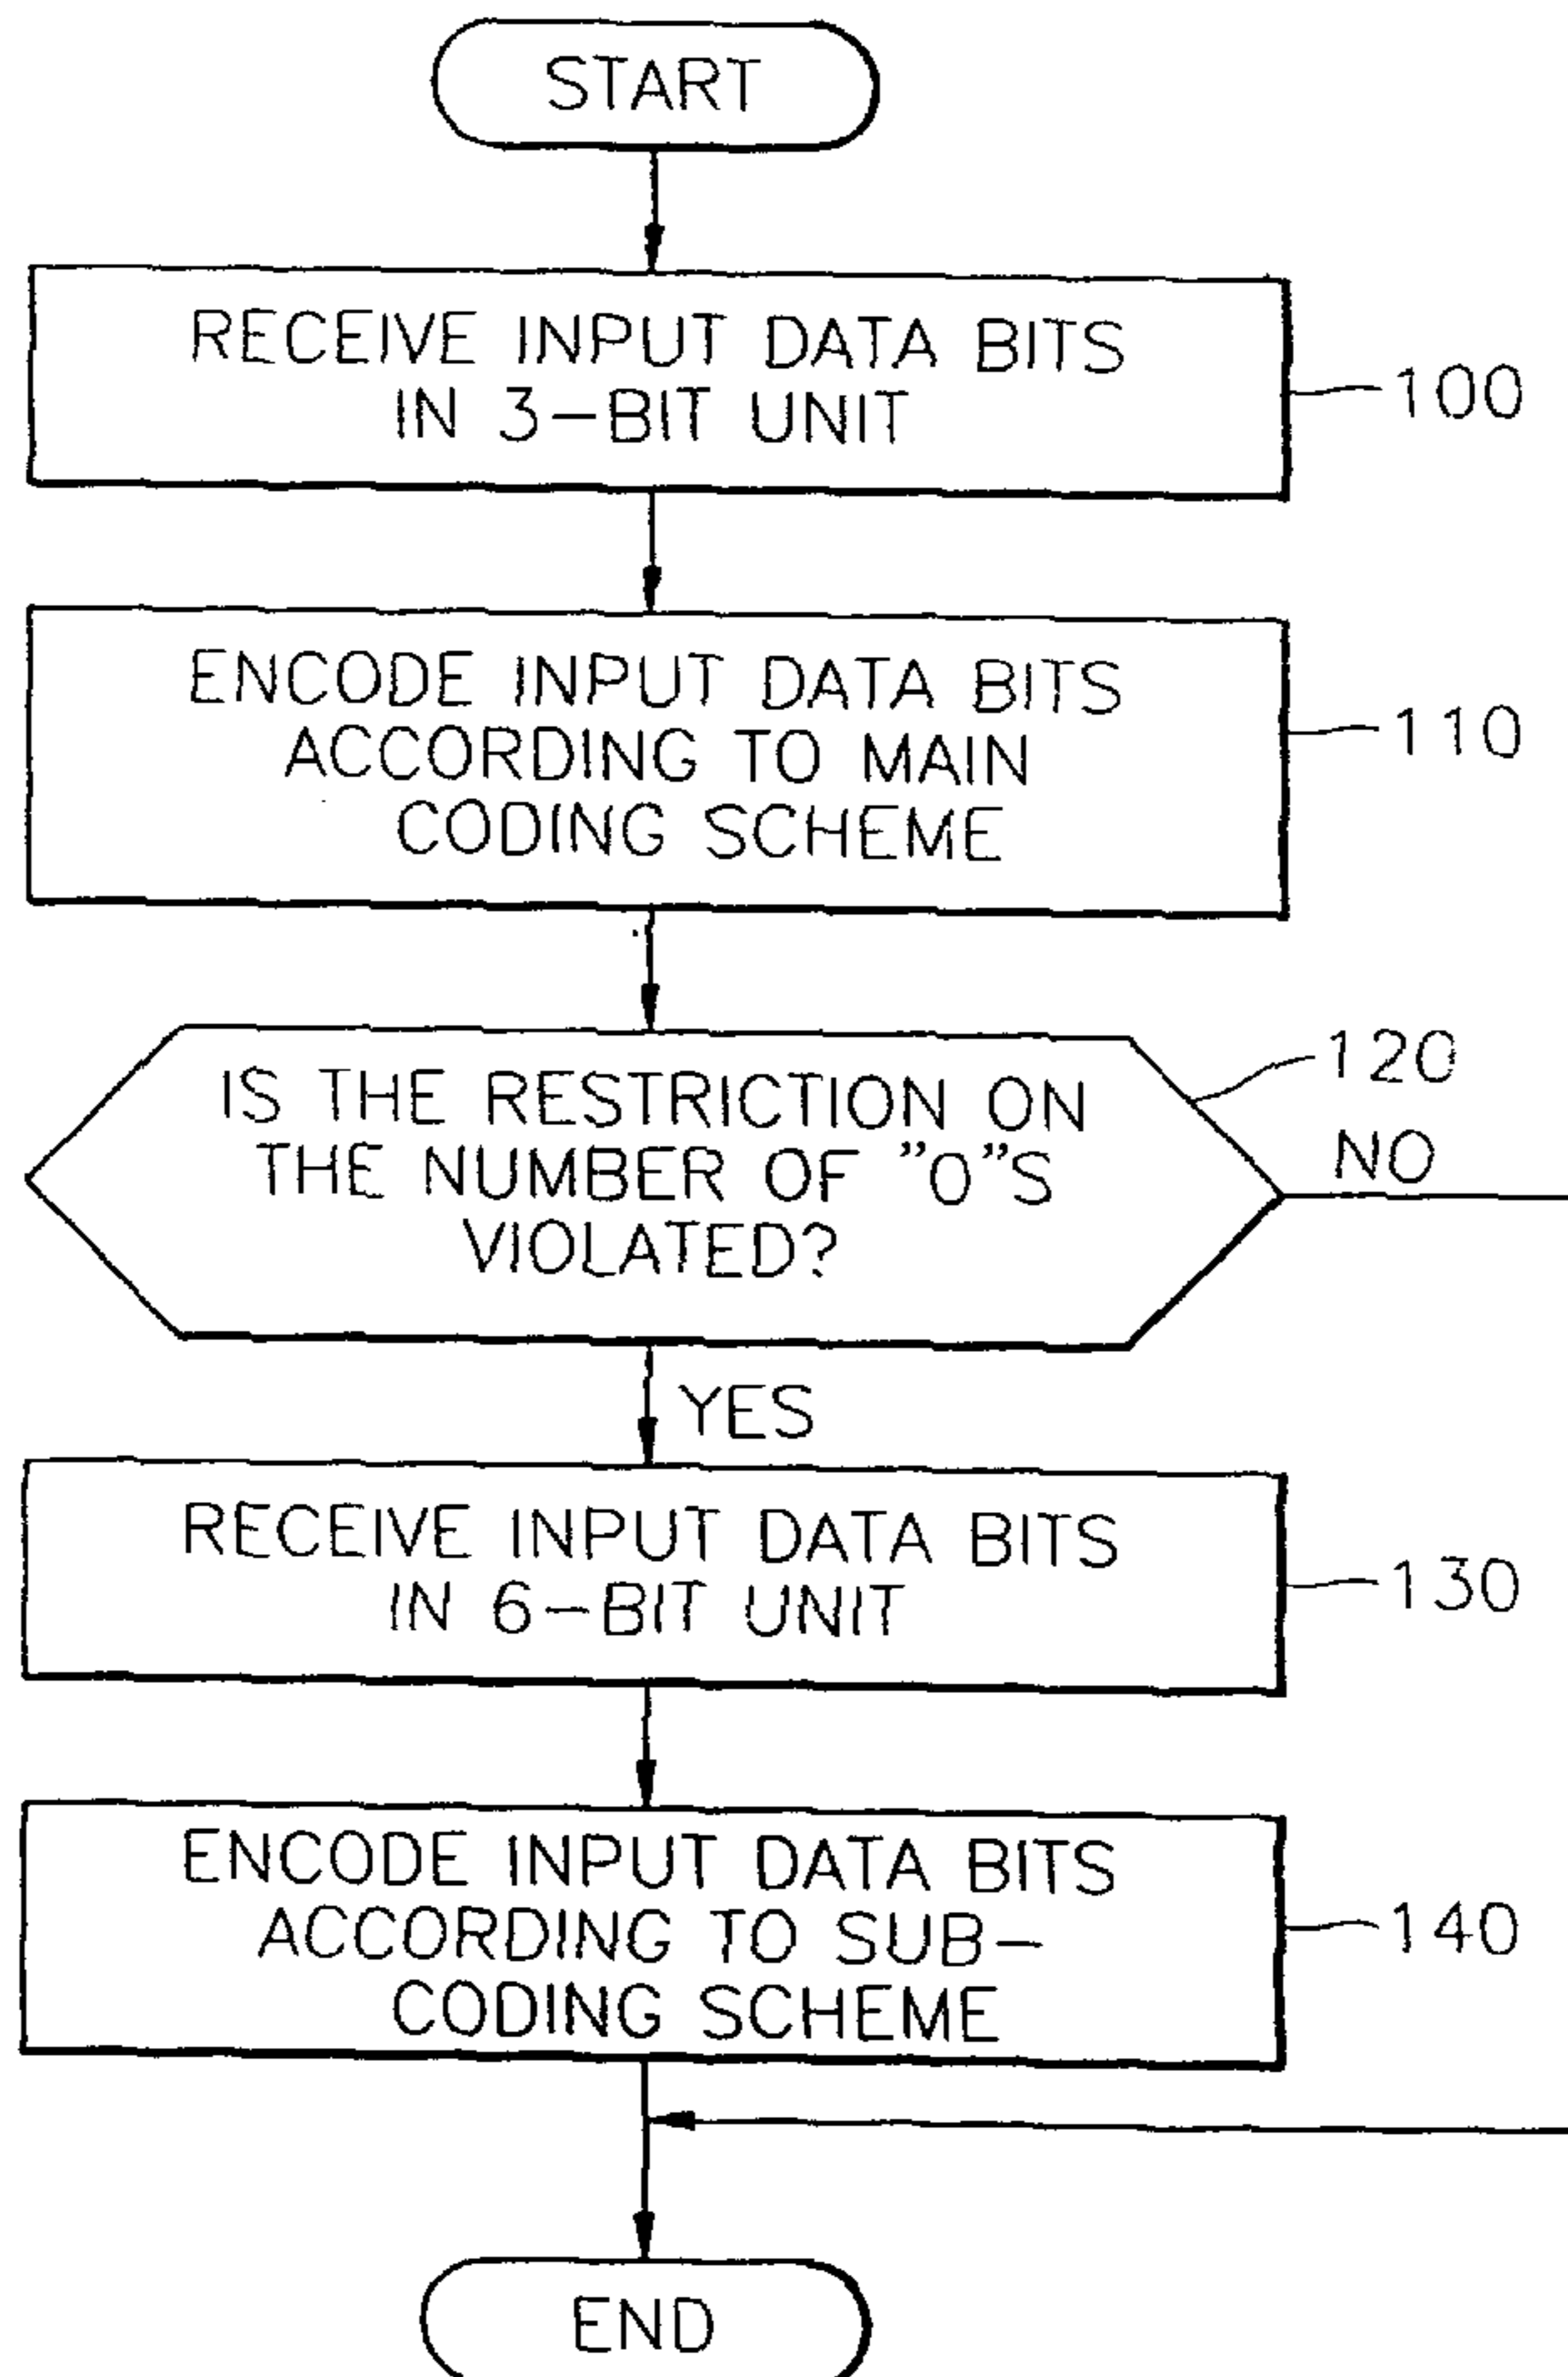 START
RECEIVE INPUT DATA BITS
IN 3-BIT UNIT
100
ENCODE INPUT DATA BITS
ACCORDING TO MAIN
CODING SCHEME
110
IS THE RESTRICTION ON
THE NUMBER OF "0"S
VIOLATED?
120
NO
YES
RECEIVE INPUT DATA BITS
IN 6-BIT UNIT
130
ENCODE INPUT DATA BITS
ACCORDING TO SUB-
CODING SCHEME
140
END